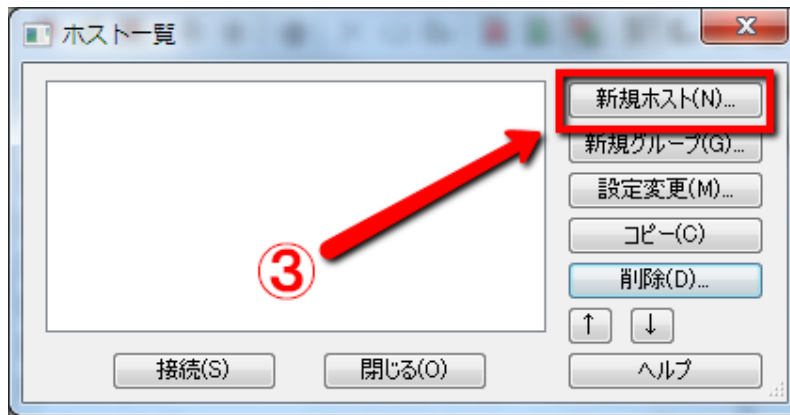 ホスト一覧
新規ホスト(N)...
新規グループ(G)...
設定変更(M)...
コピー(C)
③
削除(D)...
↑ ↓
接続(S) 閉じる(O) ヘルプ